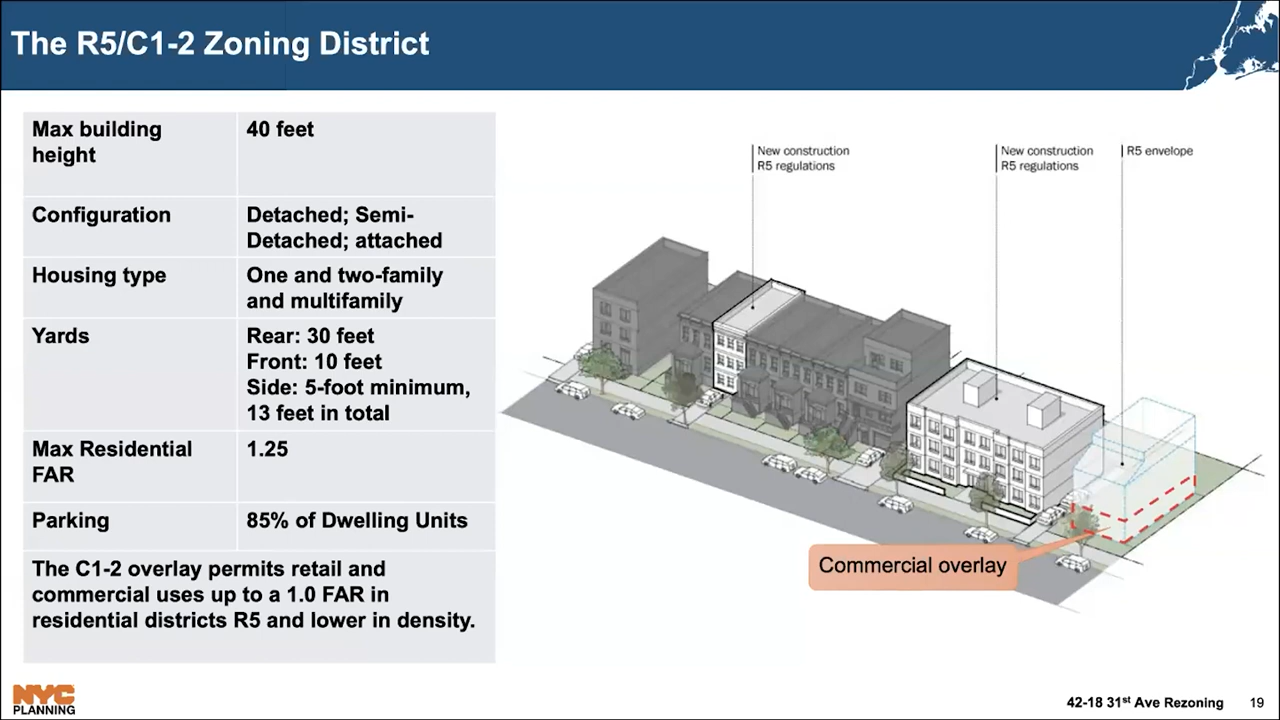 The R5/C1-2 Zoning District
Max building
height
40 feet
Configuration
Detached; Semi-
Detached; attached
Housing type
One and two-family
and multifamily
Yards
Rear: 30 feet
Front: 10 feet
Side: 5-foot minimum,
13 feet in total
Max Residential
FAR
1.25
Parking
85% of Dwelling Units
The C1-2 overlay permits retail and
commercial uses up to a 1.0 FAR in
residential districts R5 and lower in density.
New construction
R5 regulations
New construction
R5 regulations
R5 envelope
Commercial overlay
NYC
PLANNING
42-18 31st Ave Rezoning
19